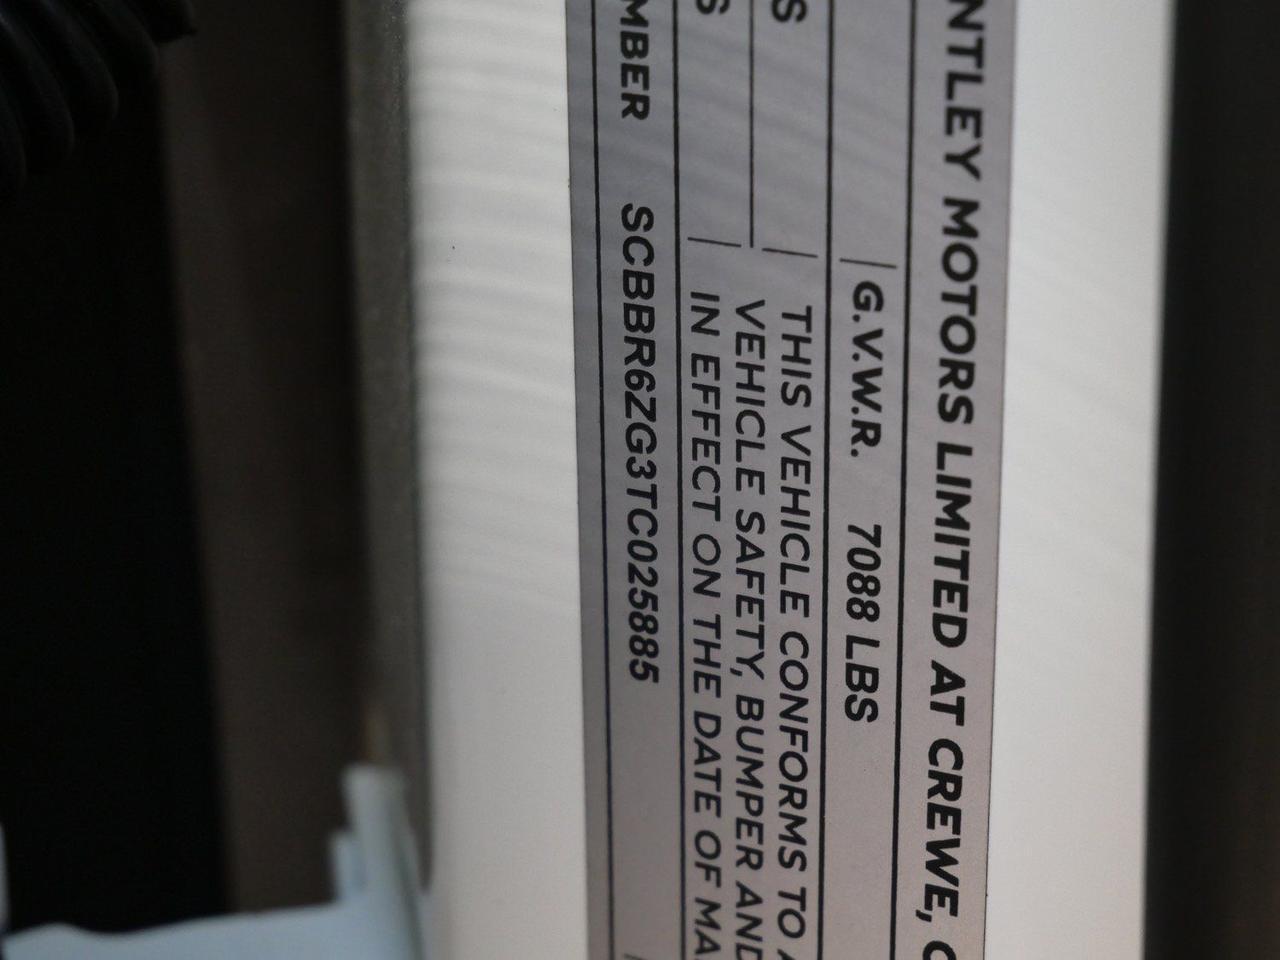 NTLEY MOTORS LIMITED AT CREWE, C
G.V.W.R. 7088 LBS
S
THIS VEHICLE CONFORMS TO A
VEHICLE SAFETY, BUMPER AND
S
IN EFFECT ON THE DATE OF MA
MBER SCBBR6ZG3TC025885